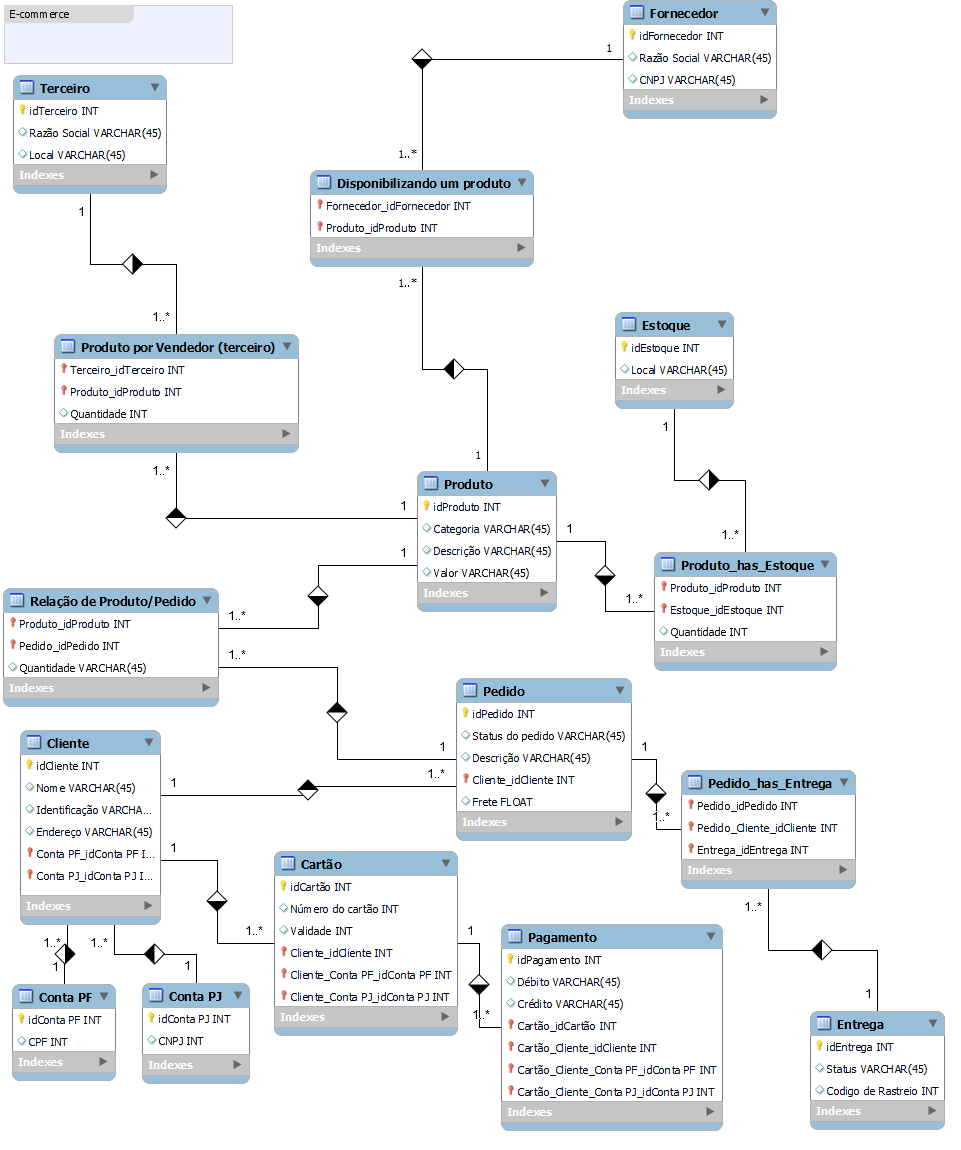 E-commerce
Fornecedor
idFornecedor INT
Razão Social VARCHAR(45)
CNPJ VARCHAR(45)
Indexes
1
1..*
Terceiro
idTerceiro INT
Razão Social VARCHAR(45)
Local VARCHAR(45)
Indexes
1
1..*
Disponibilizando um produto
Fornecedor_idFornecedor INT
Produto_idProduto INT
Indexes
1..*
1
Produto por Vendedor (terceiro)
Terceiro_idTerceiro INT
Produto_idProduto INT
Quantidade INT
Indexes
1..*
1
Estoque
idEstoque INT
Local VARCHAR(45)
Indexes
1
1..*
Produto
idProduto INT
Categoria VARCHAR(45)
Descrição VARCHAR(45)
Valor VARCHAR(45)
Indexes
1
1..*
1
1..*
Produto_has_Estoque
Produto_idProduto INT
Estoque_idEstoque INT
Quantidade INT
Indexes
Relação de Produto/Pedido
Produto_idProduto INT
Pedido_idPedido INT
Quantidade VARCHAR(45)
Indexes
1..*
1
Pedido
idPedido INT
Status do pedido VARCHAR(45)
Descrição VARCHAR(45)
Cliente_idCliente INT
Frete FLOAT
Indexes
1
1..*
Cliente
idCliente INT
Nome VARCHAR(45)
Identificação VARCHA...
Endereço VARCHAR(45)
Conta PF_idConta PF I...
Conta PJ_idConta PJ I...
Indexes
1
1..*
1
1..*
Pedido_has_Entrega
Pedido_idPedido INT
Pedido_Cliente_idCliente INT
Entrega_idEntrega INT
Indexes
1..*
1
Cartão
idCartão INT
Número do cartão INT
Validade INT
Cliente_idCliente INT
Cliente_Conta PF_idConta PF INT
Cliente_Conta PJ_idConta PJ INT
Indexes
1
1..*
1..*
1
1..*
1
Pagamento
idPagamento INT
Débito VARCHAR(45)
Crédito VARCHAR(45)
Cartão_idCartão INT
Cartão_Cliente_idCliente INT
Cartão_Cliente_Conta PF_idConta PF INT
Cartão_Cliente_Conta PJ_idConta PJ INT
Indexes
Conta PF
idConta PF INT
CPF INT
Indexes
Conta PJ
idConta PJ INT
CNPJ INT
Indexes
Entrega
idEntrega INT
Status VARCHAR(45)
Codigo de Rastreio INT
Indexes